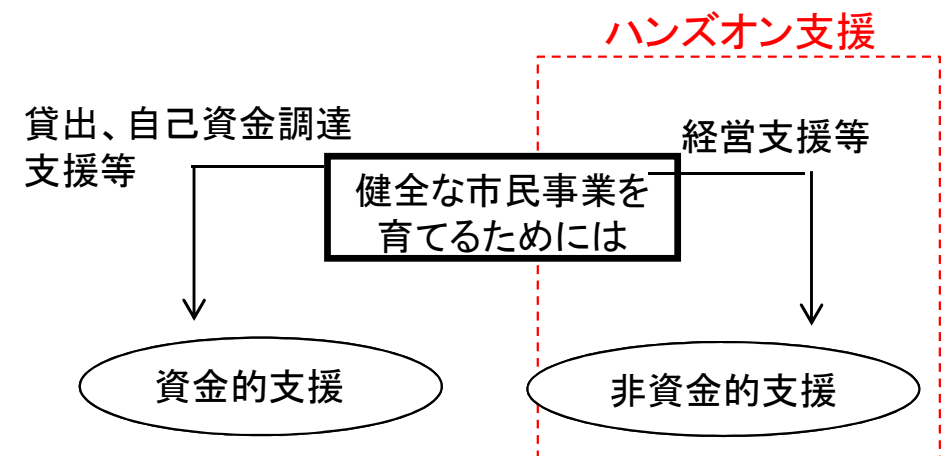 ハンズオン支援
貸出、自己資金調達
支援等
経営支援等
健全な市民事業を
育てるためには
資金的支援
非資金的支援